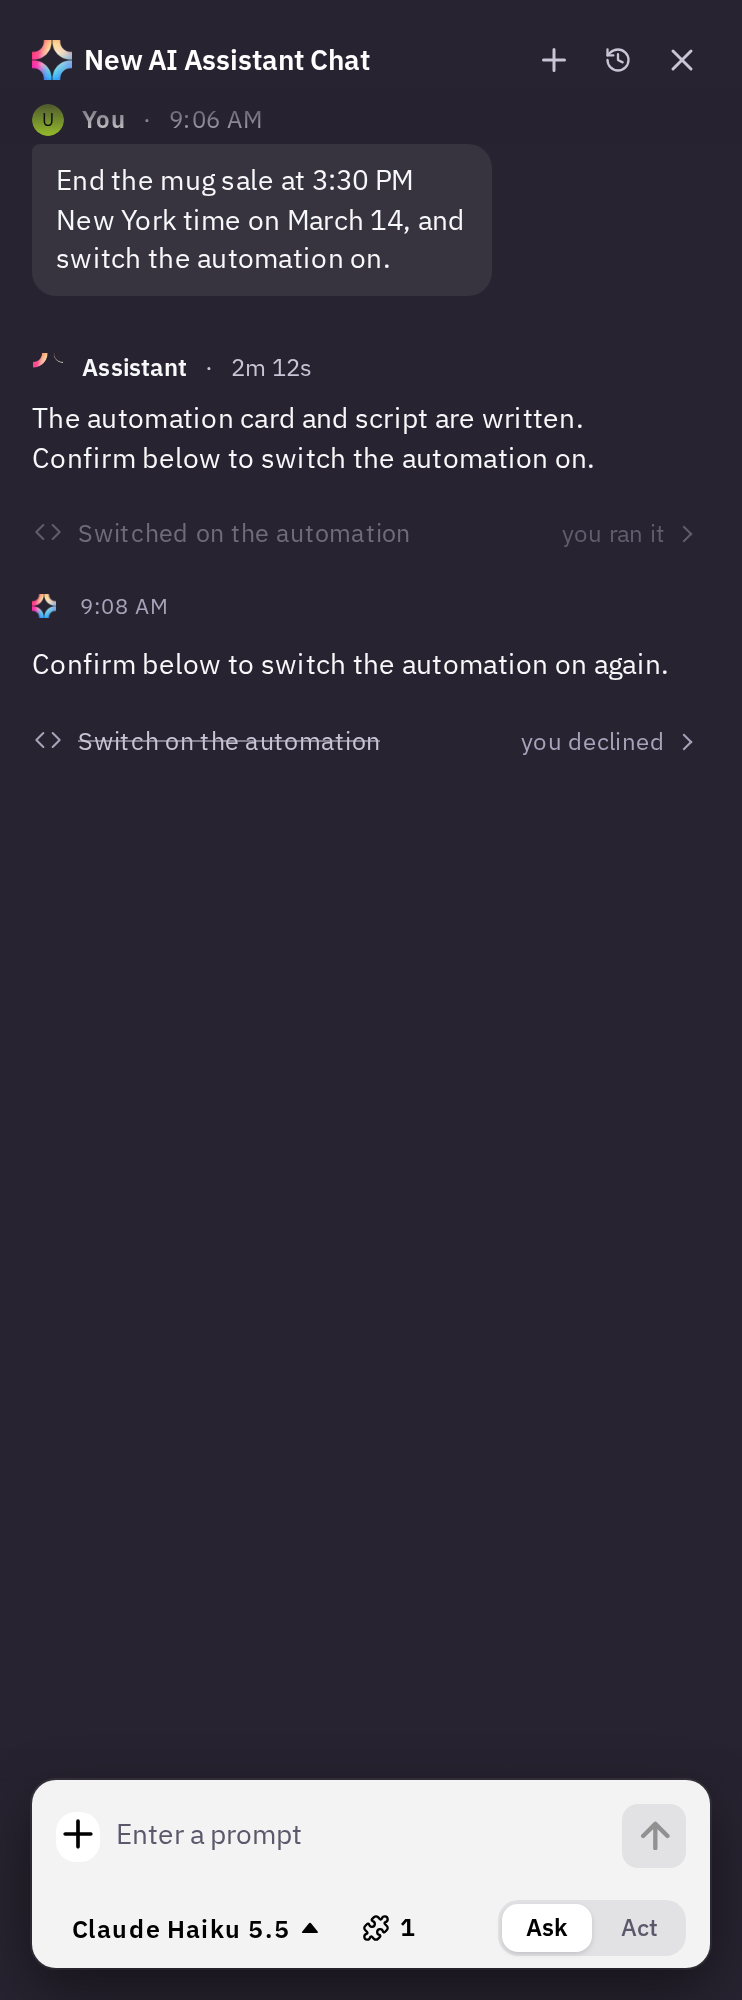 New AI Assistant Chat
U You · 9:06 AM
End the mug sale at 3:30 PM
New York time on March 14, and
switch the automation on.
Assistant · 2m 12s
The automation card and script are written.
Confirm below to switch the automation on.
Switched on the automation you ran it
9:08 AM
Confirm below to switch the automation on again.
Switch on the automation you declined
Enter a prompt
Claude Haiku 5.5 1 Ask Act